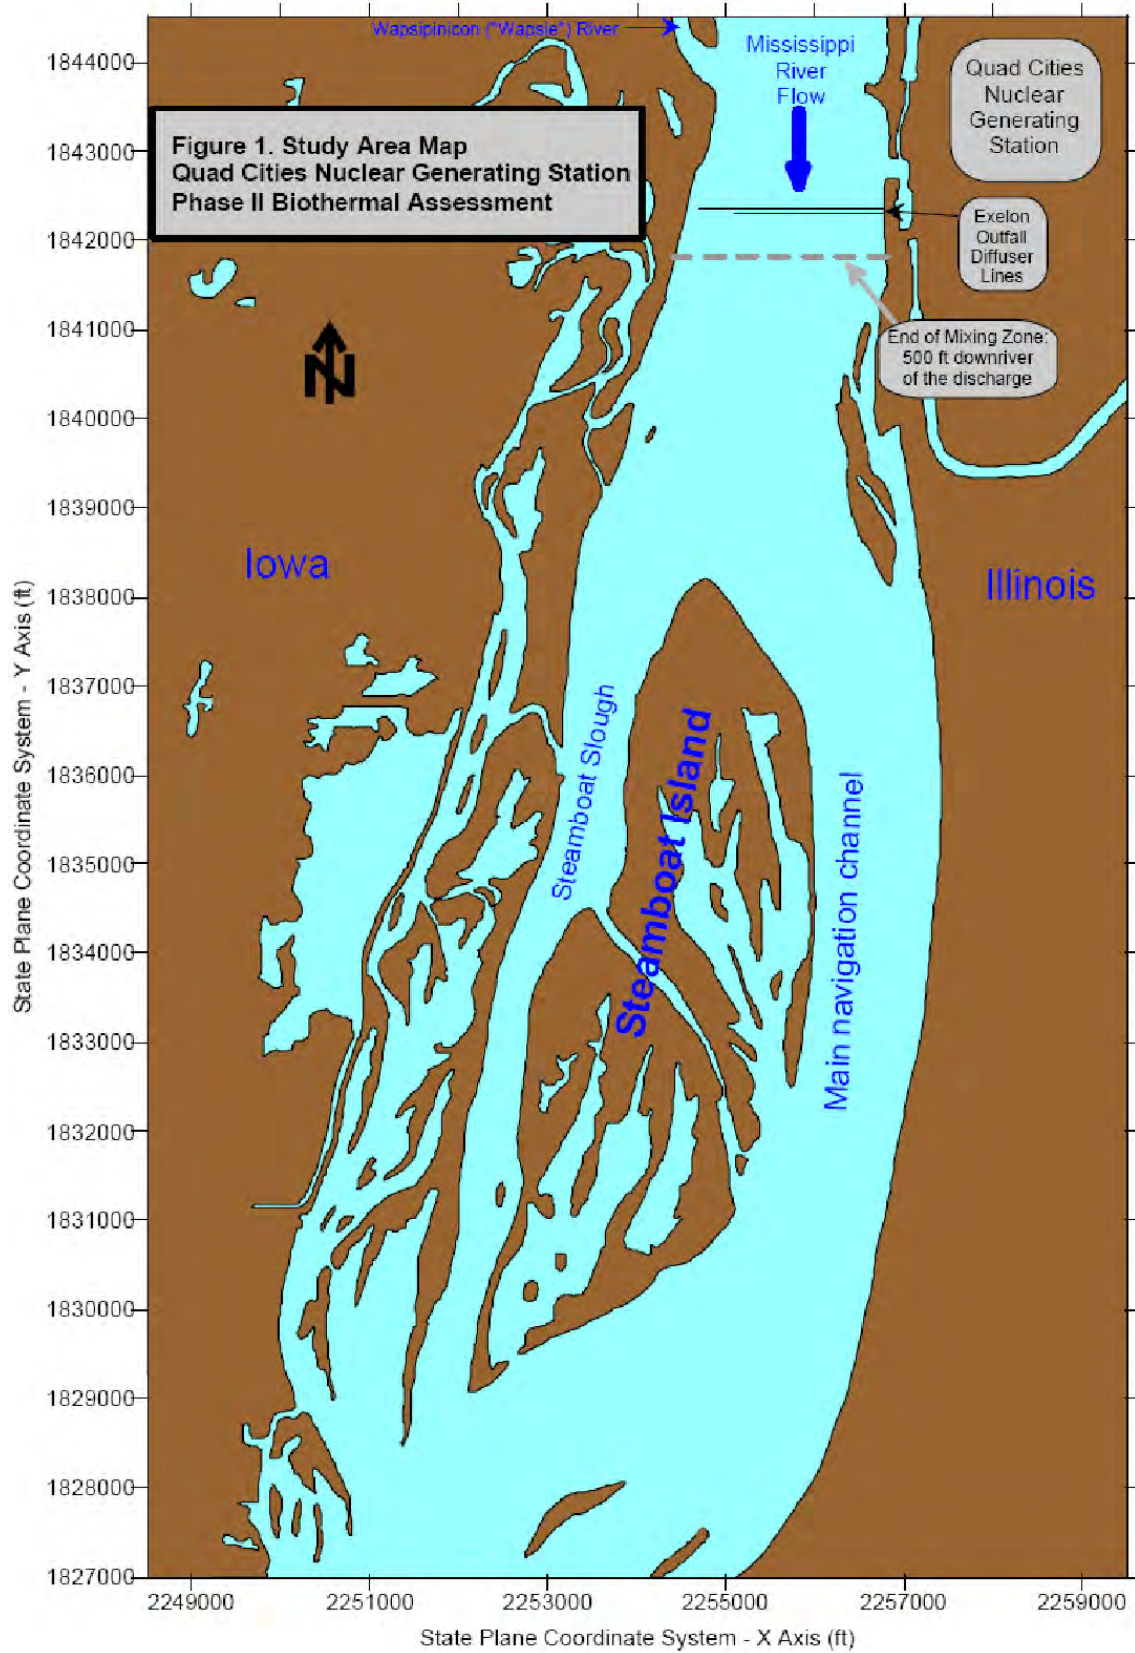 Wapsipinicon ("Wapsie") River
Mississippi
River
Flow
Quad Cities
Nuclear
Generating
Station
Figure 1. Study Area Map
Quad Cities Nuclear Generating Station
Phase II Biothermal Assessment
Exelon
Outfall
Diffuser
Lines
End of Mixing Zone:
500 ft downriver
of the discharge
N
Iowa
Illinois
Steamboat Slough
Steamboat Island
Main navigation channel
State Plane Coordinate System - Y Axis (ft)
1844000
1843000
1842000
1841000
1840000
1839000
1838000
1837000
1836000
1835000
1834000
1833000
1832000
1831000
1830000
1829000
1828000
1827000
2249000
2251000
2253000
2255000
2257000
2259000
State Plane Coordinate System - X Axis (ft)